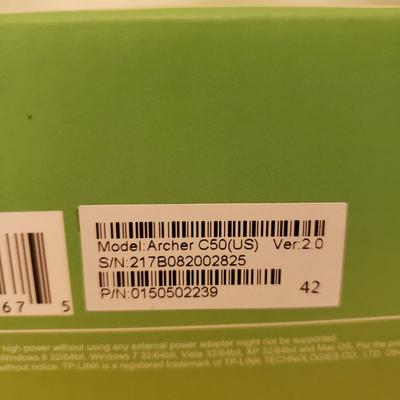 Model:Archer C50(US) Ver:2.0
S/N:217B082002825
P/N:0150502239 42
67 5
high power without using any external power adapter might not be supported.
Windows 8 32/64bit, Windows 7 32/64bit, Vista 32/64bit, XP 32/64bit and Mac OS. For the
without notice. TP-LINK is a registered trademark of TP-LINK TECHNOLOGIES CO., LTD. Other